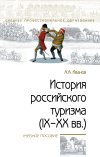 СРЕДНЕЕ ПРОФЕССИОНАЛЬНОЕ ОБРАЗОВАНИЕ
А.А. Иванов
История
российского
туризма
(IX–XX вв.)
УЧЕБНОЕ ПОСОБИЕ